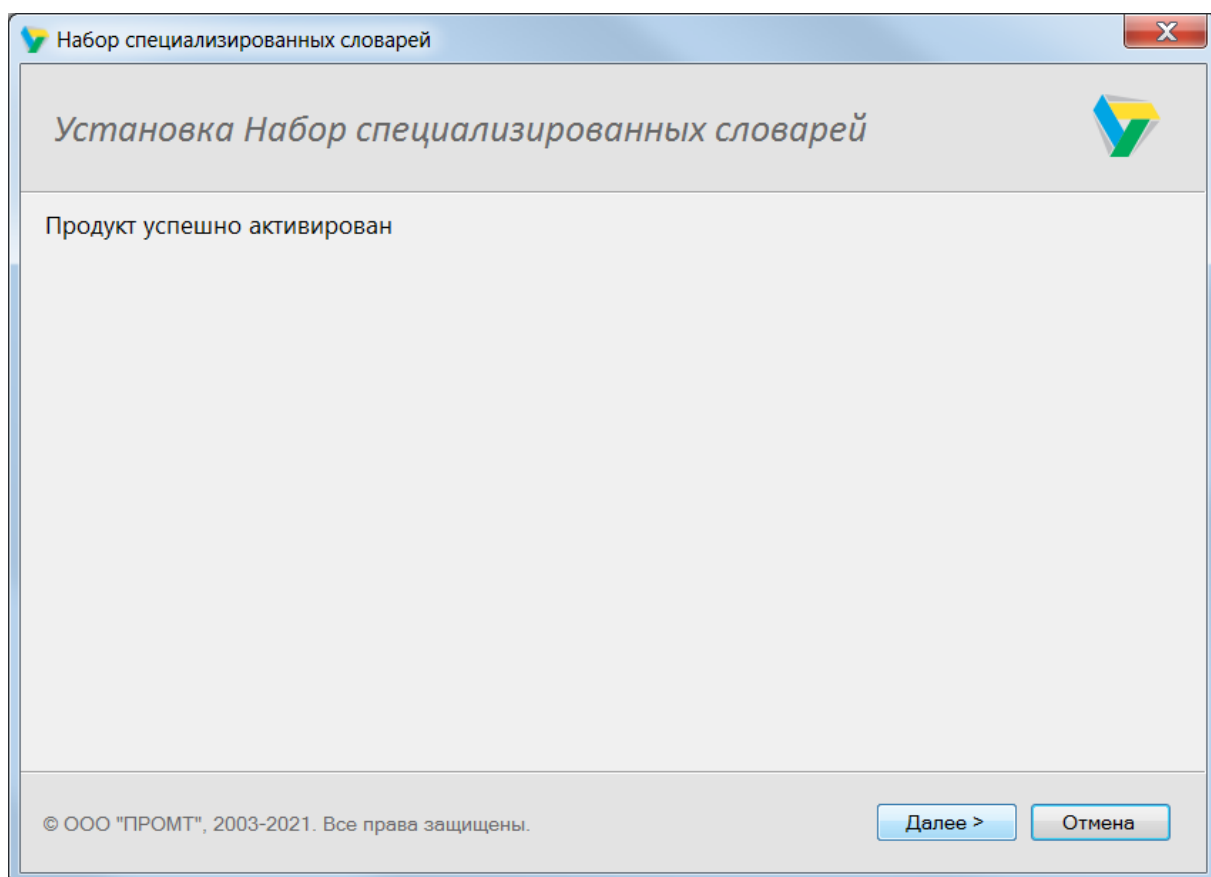 Набор специализированных словарей
Установка Набор специализированных словарей
Продукт успешно активирован
© ООО "ПРОМТ", 2003-2021. Все права защищены.
Далее >
Отмена